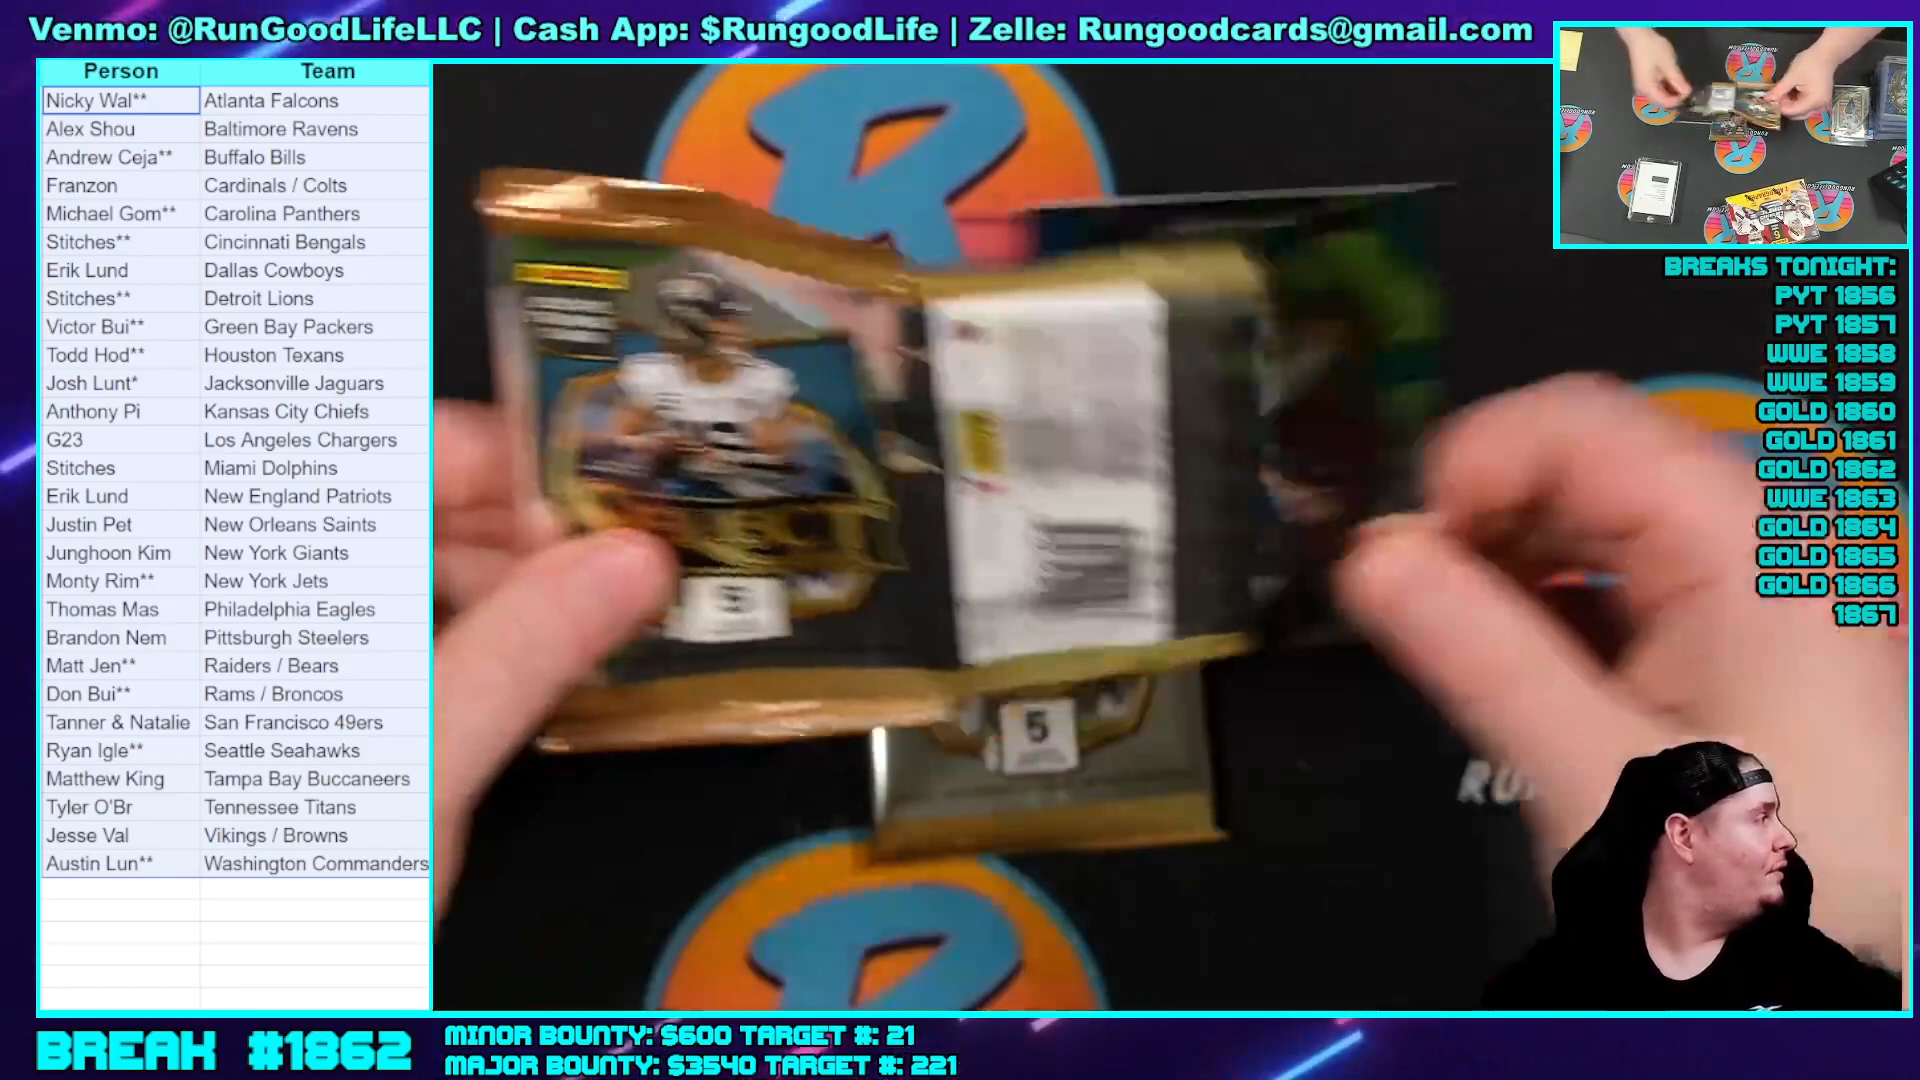 Venmo: @RunGoodLifeLLC | Cash App: $RungoodLife | Zelle: Rungoodcards@gmail.com
Person Team
Nicky Wal** Atlanta Falcons
Alex Shou Baltimore Ravens
Andrew Ceja** Buffalo Bills
Franzon Cardinals / Colts
Michael Gom** Carolina Panthers
Stitches** Cincinnati Bengals
Erik Lund Dallas Cowboys
Stitches** Detroit Lions
Victor Bui** Green Bay Packers
Todd Hod** Houston Texans
Josh Lunt* Jacksonville Jaguars
Anthony Pi Kansas City Chiefs
G23 Los Angeles Chargers
Stitches Miami Dolphins
Erik Lund New England Patriots
Justin Pet New Orleans Saints
Junghoon Kim New York Giants
Monty Rim** New York Jets
Thomas Mas Philadelphia Eagles
Brandon Nem Pittsburgh Steelers
Matt Jen** Raiders / Bears
Don Bui** Rams / Broncos
Tanner & Natalie San Francisco 49ers
Ryan Igle** Seattle Seahawks
Matthew King Tampa Bay Buccaneers
Tyler O'Br Tennessee Titans
Jesse Val Vikings / Browns
Austin Lun** Washington Commanders
R
5
RU
R
BREAKS TONIGHT:
PYT 1856
PYT 1857
WWE 1858
WWE 1859
GOLD 1860
GOLD 1861
GOLD 1862
WWE 1863
GOLD 1864
GOLD 1865
GOLD 1866
1867
BREAK #1862
MINOR BOUNTY: $600 TARGET #: 21
MAJOR BOUNTY: $3540 TARGET #: 221